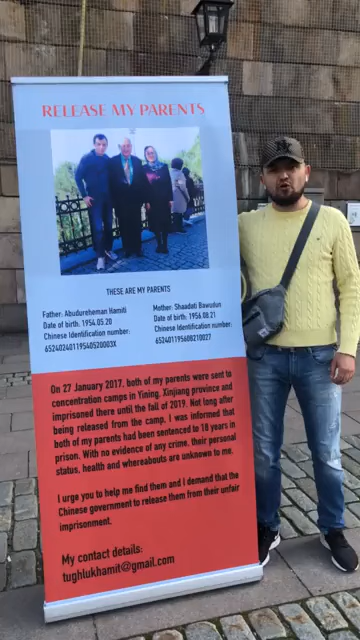 RELEASE MY PARENTS
THESE ARE MY PARENTS
Father: Abudureheman Hamiti
Date of birth: 1954.05.20
Chinese Identification number:
65240240119540520003X
Mother: Shaadati Bawudun
Date of birth: 1956.08.21
Chinese Identification number:
652401195608210027
On 27 January 2017, both of my parents were sent to
concentration camps in Yining, Xinjiang province and
imprisoned there until the fall of 2019. Not long after
being released from the camp, I was informed that
both of my parents had been sentenced to 18 years in
prison. With no evidence of any crime, their personal
status, health and whereabouts are unknown to me.
I urge you to help me find them and I demand that the
Chinese government to release them from their unfair
imprisonment.
My contact details:
tughlukhamit@gmail.com